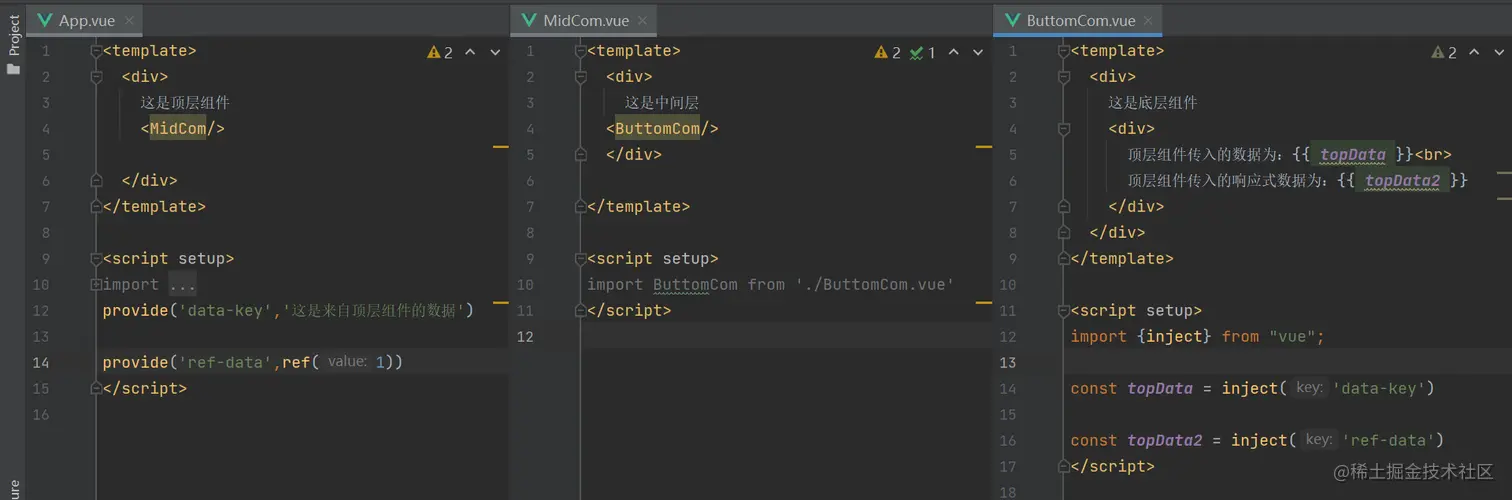 Project
App.vue
2
1 <template>
2 <div>
3 这是顶层组件
4 <MidCom/>
5
6 </div>
7 </template>
8
9 <script setup>
10 import ...
12 provide('data-key','这是来自顶层组件的数据')
13
14 provide('ref-data',ref( value: 1))
15 </script>
16
MidCom.vue
2 1
1 <template>
2 <div>
3 这是中间层
4 <ButtomCom/>
5 </div>
6
7 </template>
8
9 <script setup>
10 import ButtomCom from './ButtomCom.vue'
11 </script>
12
ButtomCom.vue
2
1 <template>
2 <div>
3 这是底层组件
4 <div>
5 顶层组件传入的数据为：{{ topData }}<br>
6 顶层组件传入的响应式数据为：{{ topData2 }}
7 </div>
8 </div>
9 </template>
10
11 <script setup>
12 import {inject} from "vue";
13
14 const topData = inject( key: 'data-key')
15
16 const topData2 = inject( key: 'ref-data')
17 </script>
18
@稀土掘金技术社区